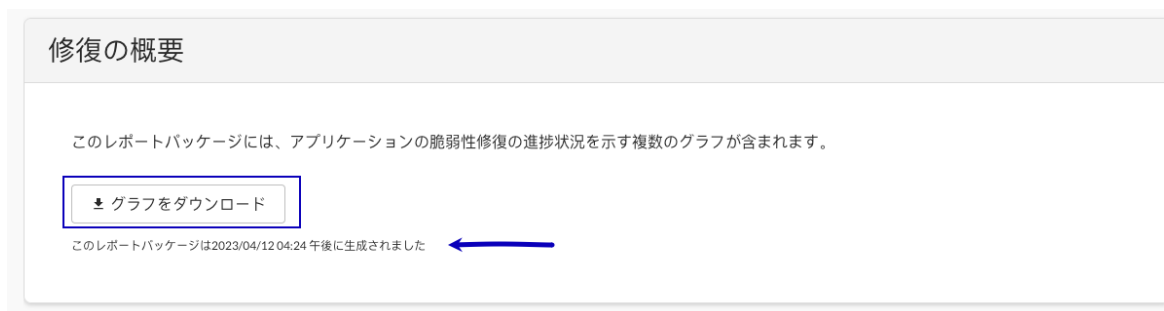 修復の概要
このレポートパッケージには、アプリケーションの脆弱性修復の進捗状況を示す複数のグラフが含まれます。
グラフをダウンロード
このレポートパッケージは2023/04/12 04:24 午後に生成されました